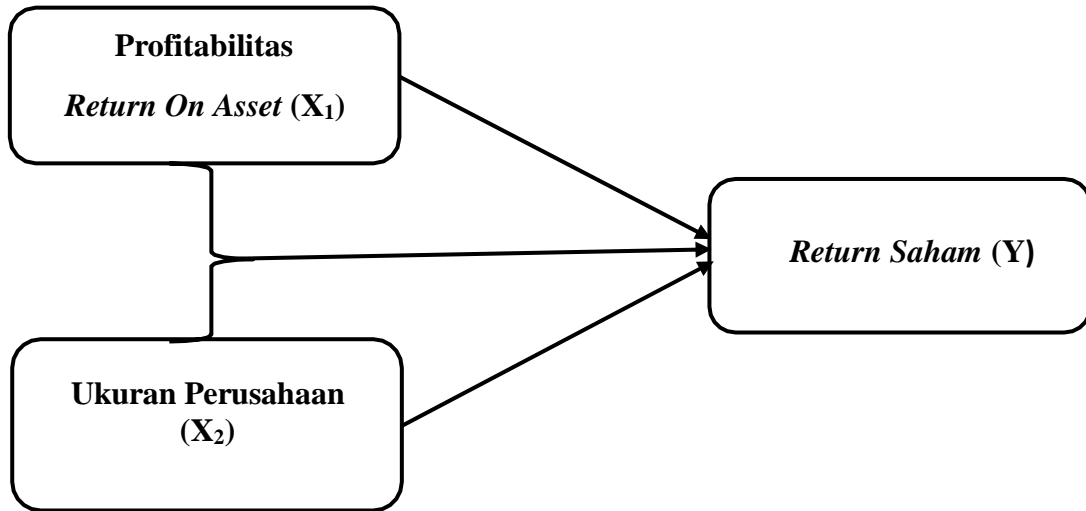 Profitabilitas
Return On Asset (X₁)
Return Saham (Y)
Ukuran Perusahaan
(X₂)